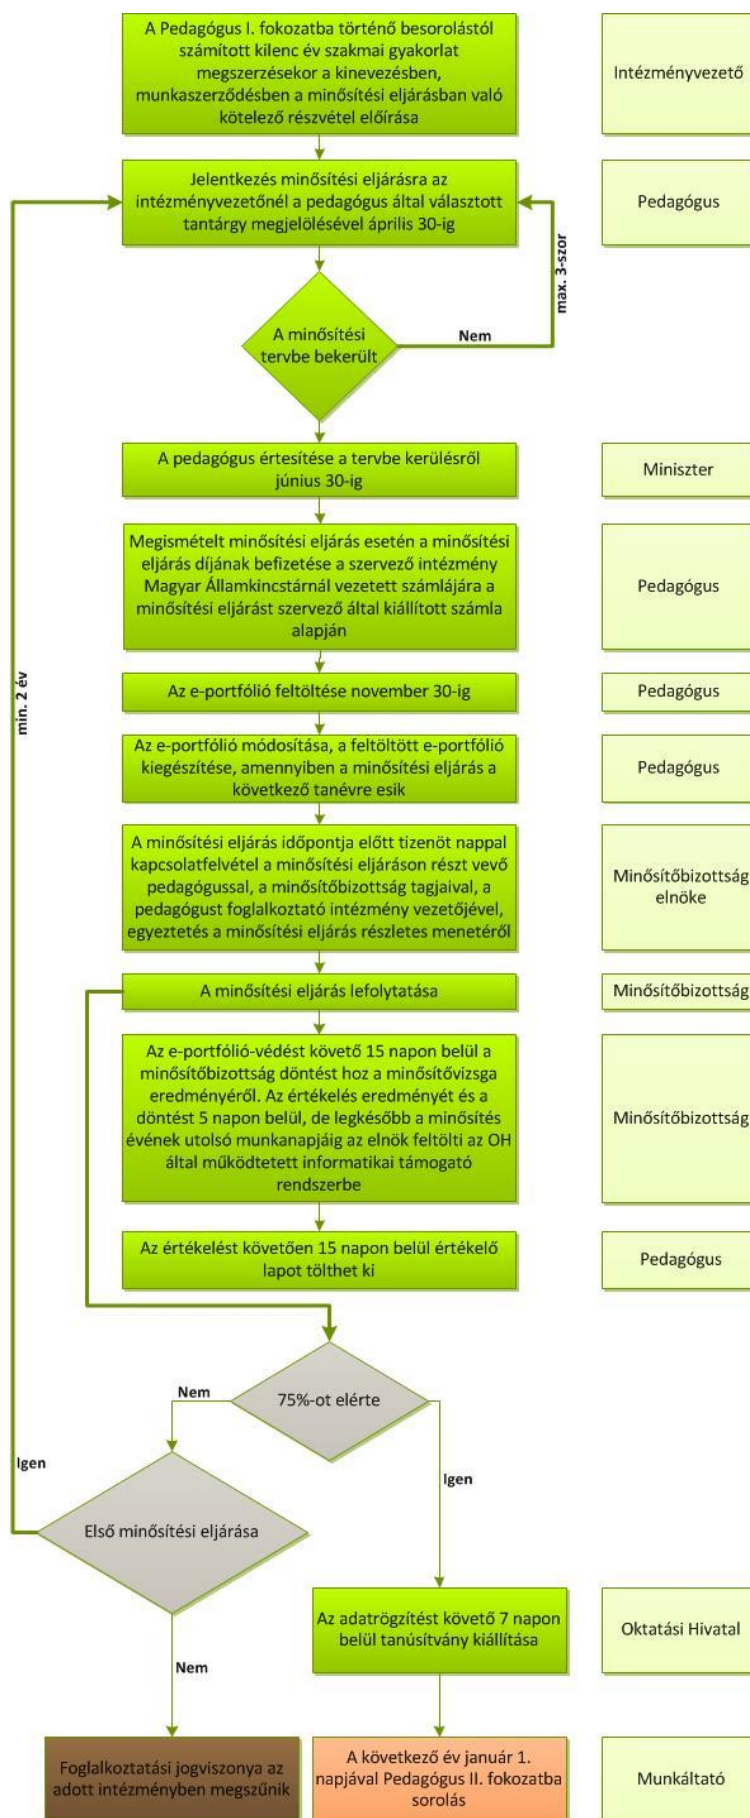 A Pedagógus I. fokozatba történő besorolástól
számított kilenc év szakmai gyakorlat
megszerzésekor a kinevezésben,
munkaszerződésben a minősítési eljárásban való
kötelező részvétel előírása
Intézményvezető
Jelentkezés minősítési eljárásra az
intézményvezetőnél a pedagógus által választott
tantárgy megjelölésével április 30-ig
Pedagógus
max. 3-szor
A minősítési
tervbe bekerült
Nem
A pedagógus értesítése a tervbe kerülésről
június 30-ig
Miniszter
Megismételt minősítési eljárás esetén a minősítési
eljárás díjának befizetése a szervező intézmény
Magyar Államkincstárnál vezetett számlájára a
minősítési eljárást szervező által kiállított számla
alapján
Pedagógus
min. 2 év
Az e-portfólió feltöltése november 30-ig
Pedagógus
Az e-portfólió módosítása, a feltöltött e-portfólió
kiegészítése, amennyiben a minősítési eljárás a
következő tanévre esik
Pedagógus
A minősítési eljárás időpontja előtt tizenöt nappal
kapcsolatfelvétel a minősítési eljáráson részt vevő
pedagógussal, a minősítőbizottság tagjaival, a
pedagógust foglalkoztató intézmény vezetőjével,
egyeztetés a minősítési eljárás részletes menetéről
Minősítőbizottság
elnöke
A minősítési eljárás lefolytatása
Minősítőbizottság
Az e-portfólió-védést követő 15 napon belül a
minősítőbizottság döntést hoz a minősítővizsga
eredményéről. Az értékelés eredményét és a
döntést 5 napon belül, de legkésőbb a minősítés
évének utolsó munkanapjáig az elnök feltölti az OH
által működtetett informatikai támogató
rendszerbe
Minősítőbizottság
Az értékelést követően 15 napon belül értékelő
lapot tölthet ki
Pedagógus
75%-ot elérte
Nem
Igen
Első minősítési eljárása
Igen
Nem
Az adatrögzítést követő 7 napon
belül tanúsítvány kiállítása
Oktatási Hivatal
Foglalkoztatási jogviszonya az
adott intézményben megszűnik
A következő év január 1.
napjával Pedagógus II. fokozatba
sorolás
Munkáltató